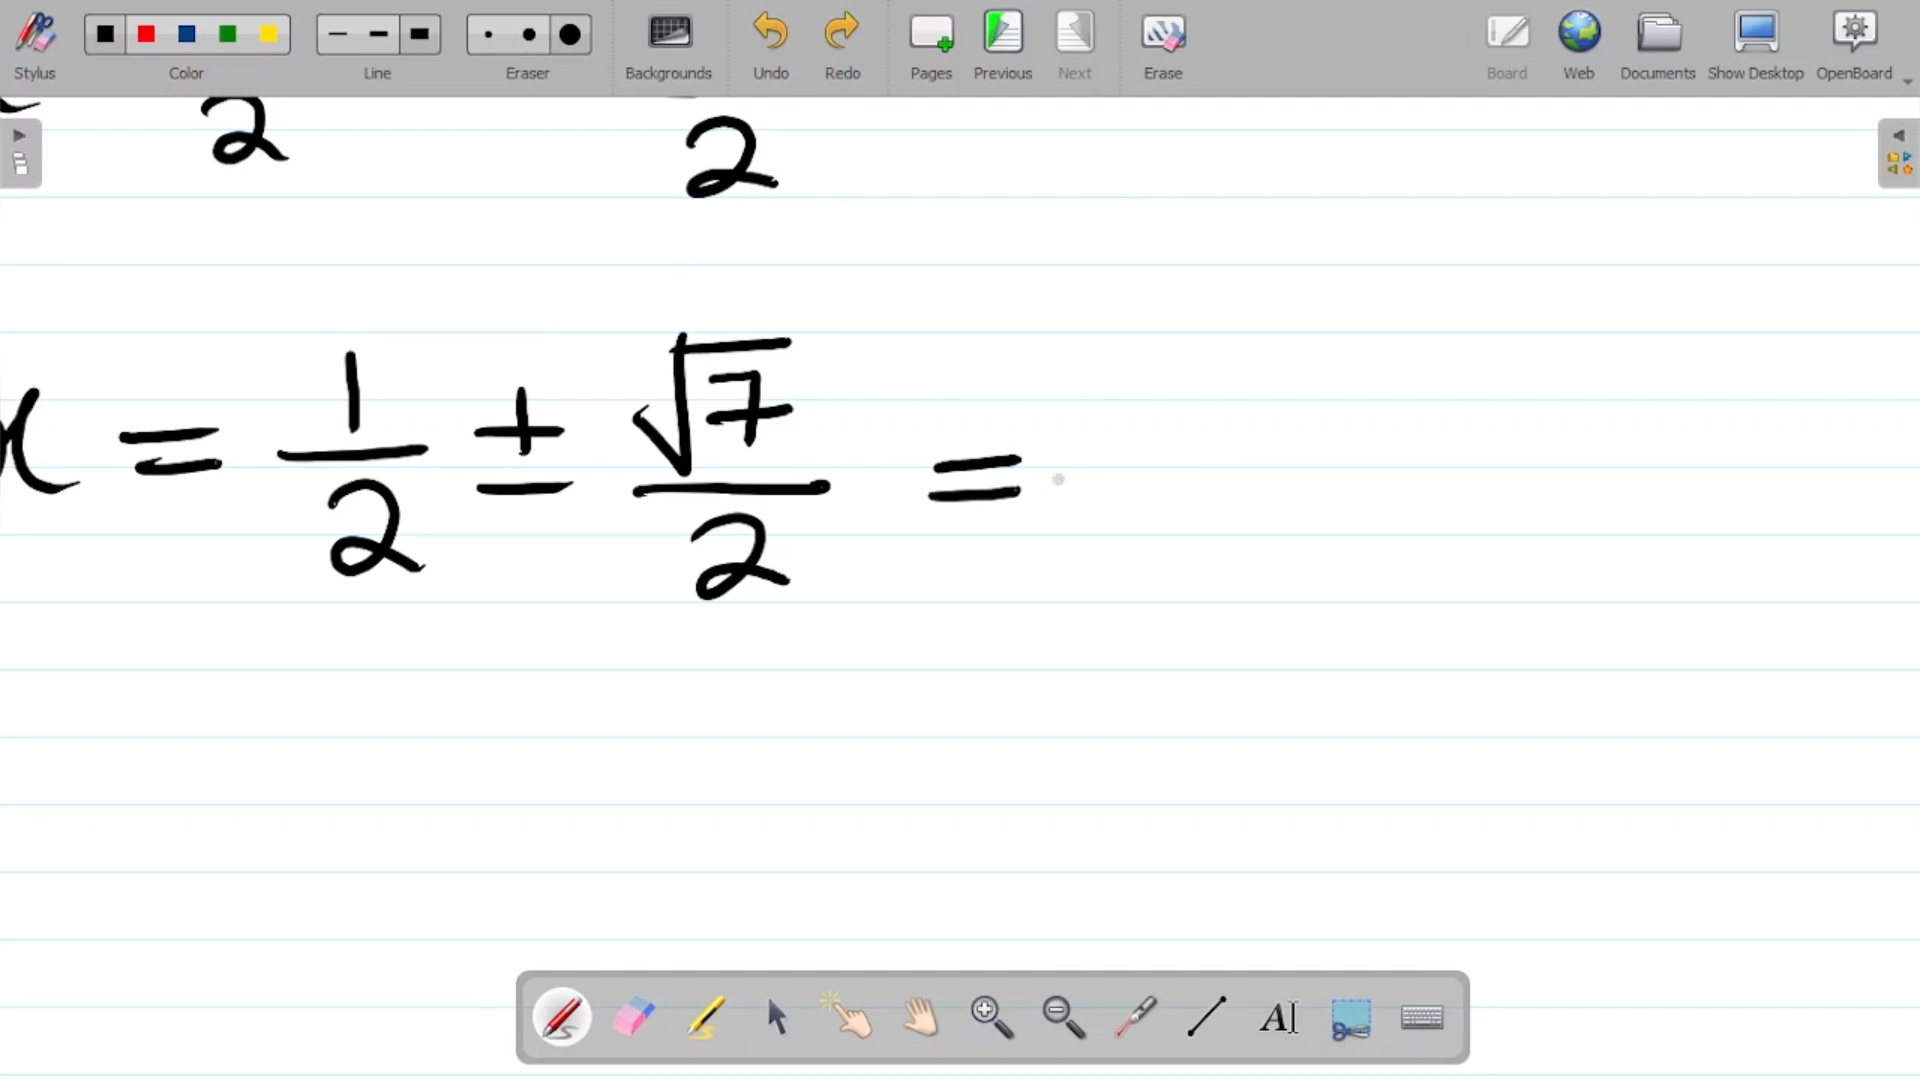 Stylus Color Line Eraser Backgrounds Undo Redo Pages Previous Next Erase Board Web Documents Show Desktop OpenBoard
2 2
x = 1/2 ± √7/2 =
A